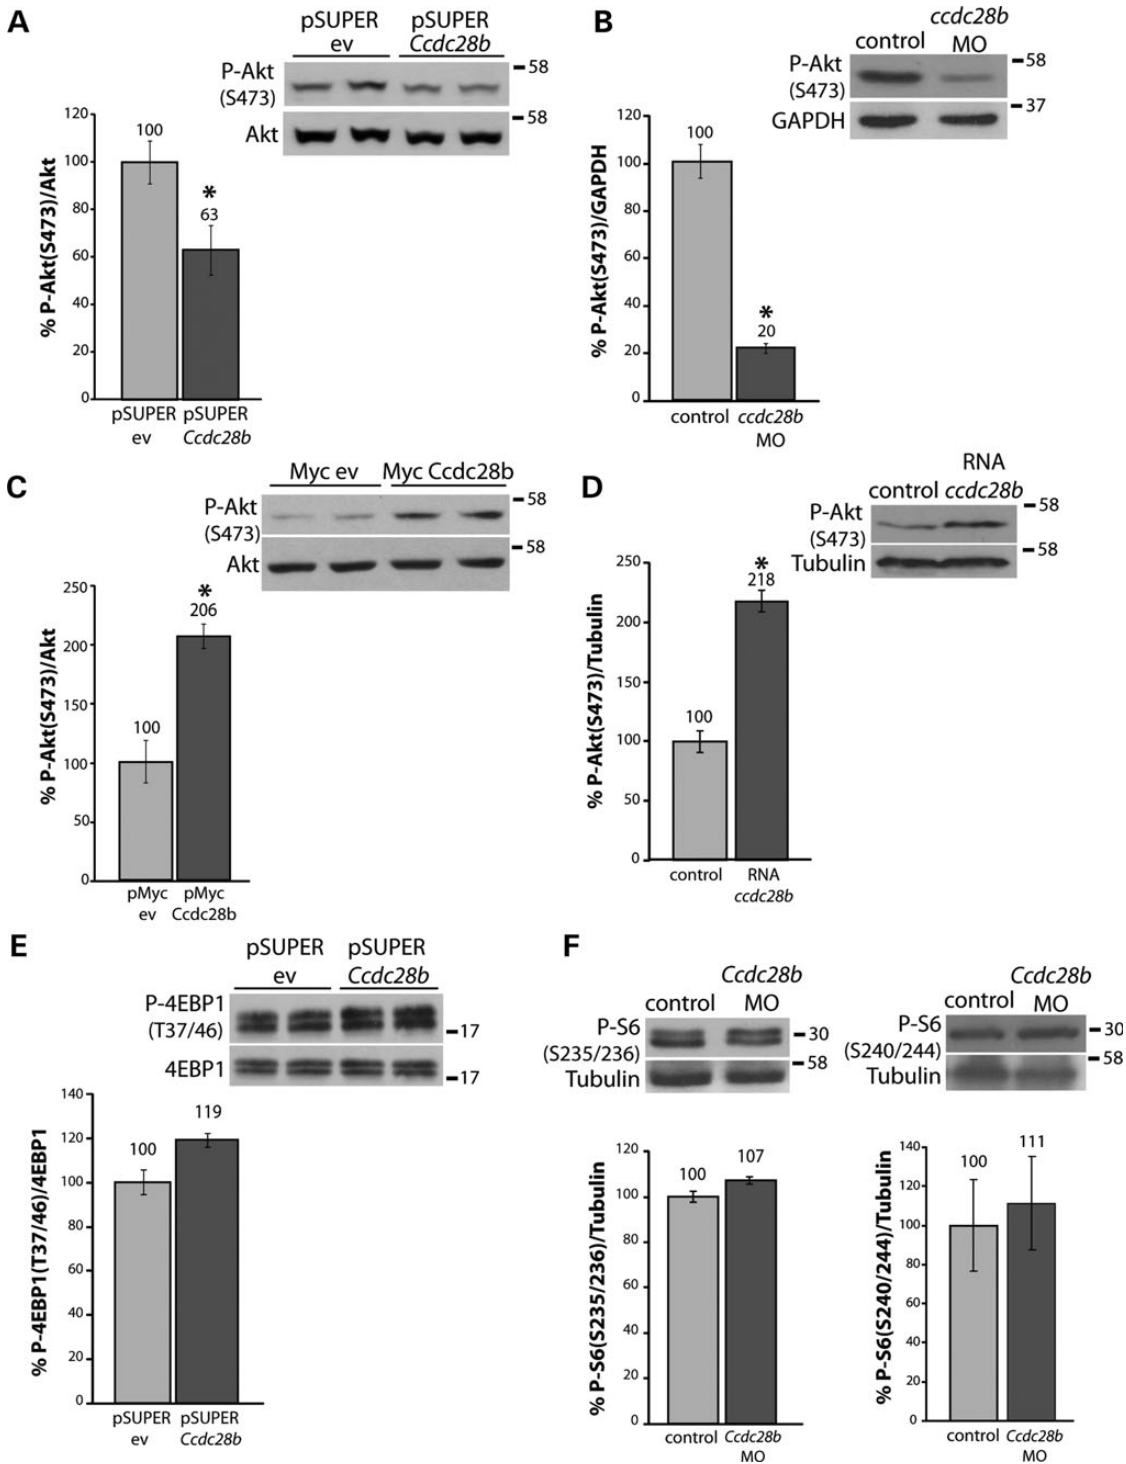 A
pSUPER pSUPER
ev Ccdc28b
P-Akt
(S473)
58
Akt
58
% P-Akt(S473)/Akt
120
100
80
60
40
20
0
100
*
63
pSUPER pSUPER
ev Ccdc28b
B
ccdc28b
control MO
P-Akt
(S473)
58
GAPDH
37
% P-Akt(S473)/GAPDH
120
100
80
60
40
20
0
100
*
20
control ccdc28b
MO
C
Myc ev Myc Ccdc28b
P-Akt
(S473)
58
Akt
58
% P-Akt(S473)/Akt
250
200
150
100
50
0
100
*
206
pMyc pMyc
ev Ccdc28b
D
RNA
control ccdc28b
P-Akt
(S473)
58
Tubulin
58
% P-Akt(S473)/Tubulin
250
200
150
100
50
0
100
*
218
control RNA
ccdc28b
E
pSUPER pSUPER
ev Ccdc28b
P-4EBP1
(T37/46)
17
4EBP1
17
% P-4EBP1(T37/46)/4EBP1
140
120
100
80
60
40
20
0
100
119
pSUPER pSUPER
ev Ccdc28b
F
Ccdc28b
control MO
P-S6
(S235/236)
30
Tubulin
58
% P-S6(S235/236)/Tubulin
120
100
80
60
40
20
0
100
107
control Ccdc28b
MO
Ccdc28b
control MO
P-S6
(S240/244)
30
Tubulin
58
% P-S6(S240/244)/Tubulin
140
120
100
80
60
40
20
0
100
111
control Ccdc28b
MO